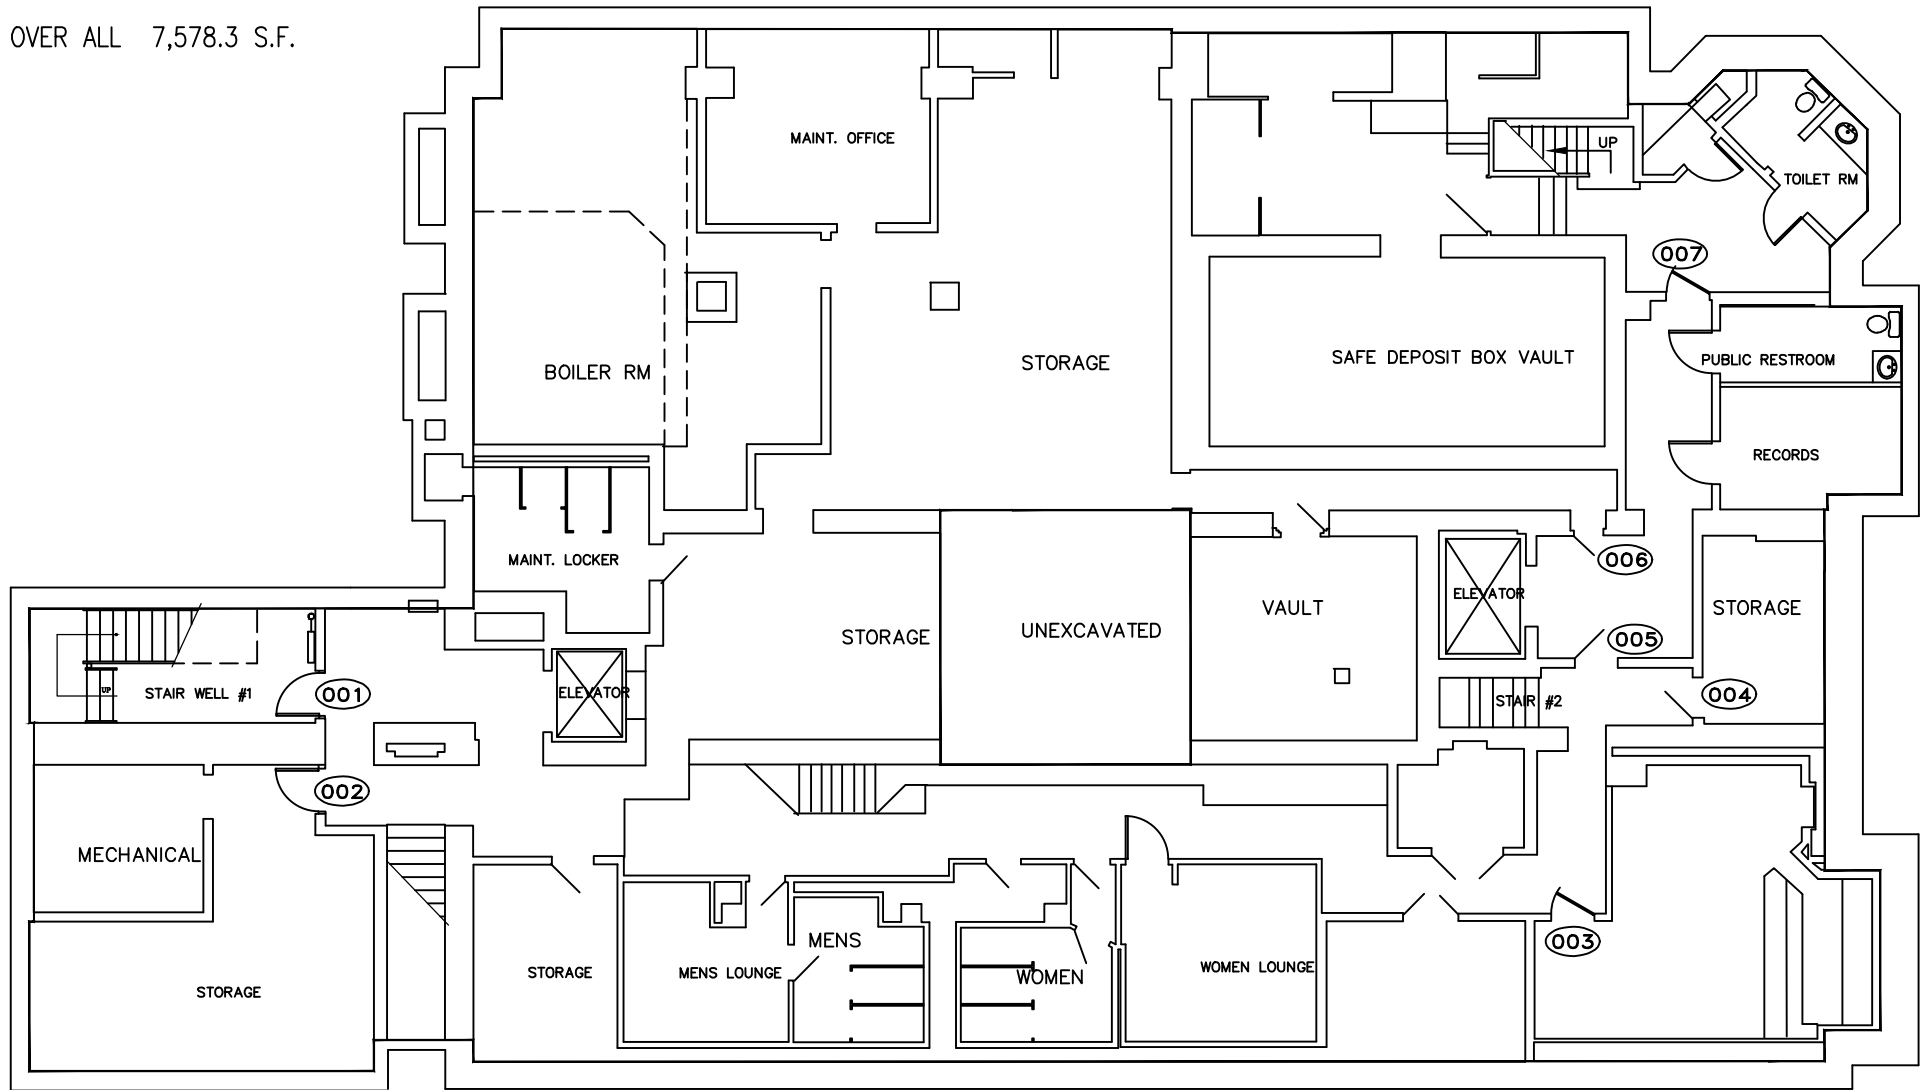 OVER ALL 7,578.3 S.F.
MAINT. OFFICE
UP
TOILET RM
007
STORAGE
SAFE DEPOSIT BOX VAULT
PUBLIC RESTROOM
BOILER RM
RECORDS
MAINT. LOCKER
006
ELEVATOR
VAULT
STORAGE
UNEXCAVATED
STORAGE
005
UP
STAIR WELL #1
001
ELEVATOR
STAIR #2
004
002
MECHANICAL
MENS
003
STORAGE
MENS LOUNGE
WOMEN
WOMEN LOUNGE
STORAGE